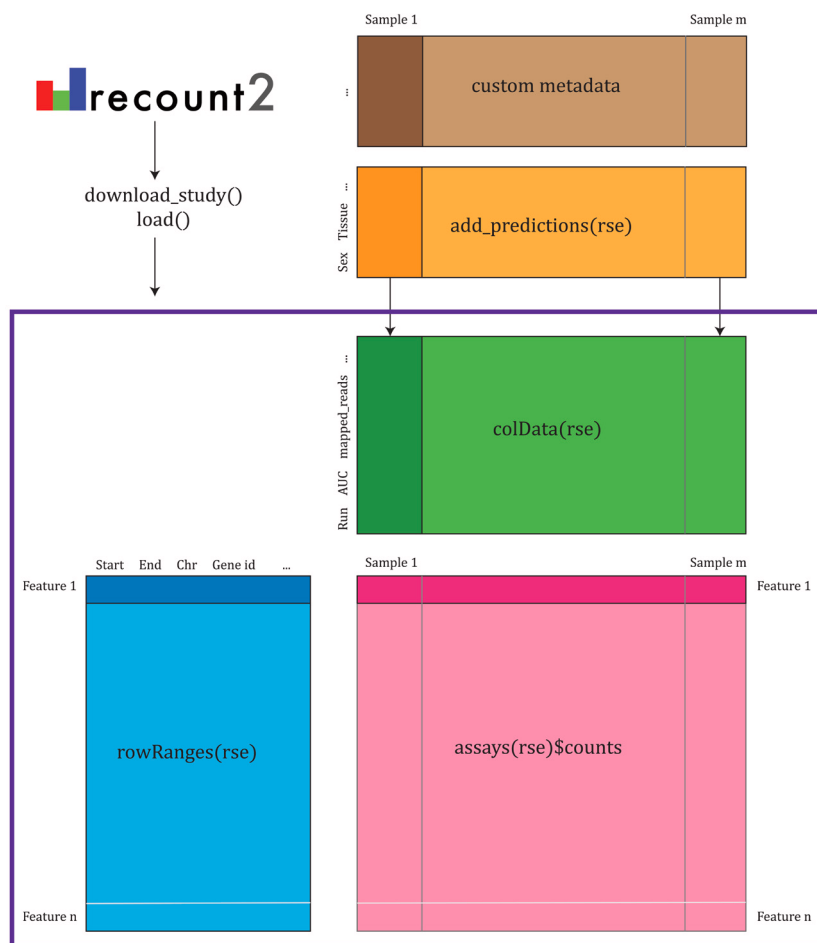 Sample 1
Sample m
...
custom metadata
recount2
download_study()
load()
Sex Tissue ...
add_predictions(rse)
Run AUC mapped_reads ...
colData(rse)
Start End Chr Gene id ...
Sample 1
Sample m
Feature 1
Feature 1
rowRanges(rse)
assays(rse)$counts
Feature n
Feature n